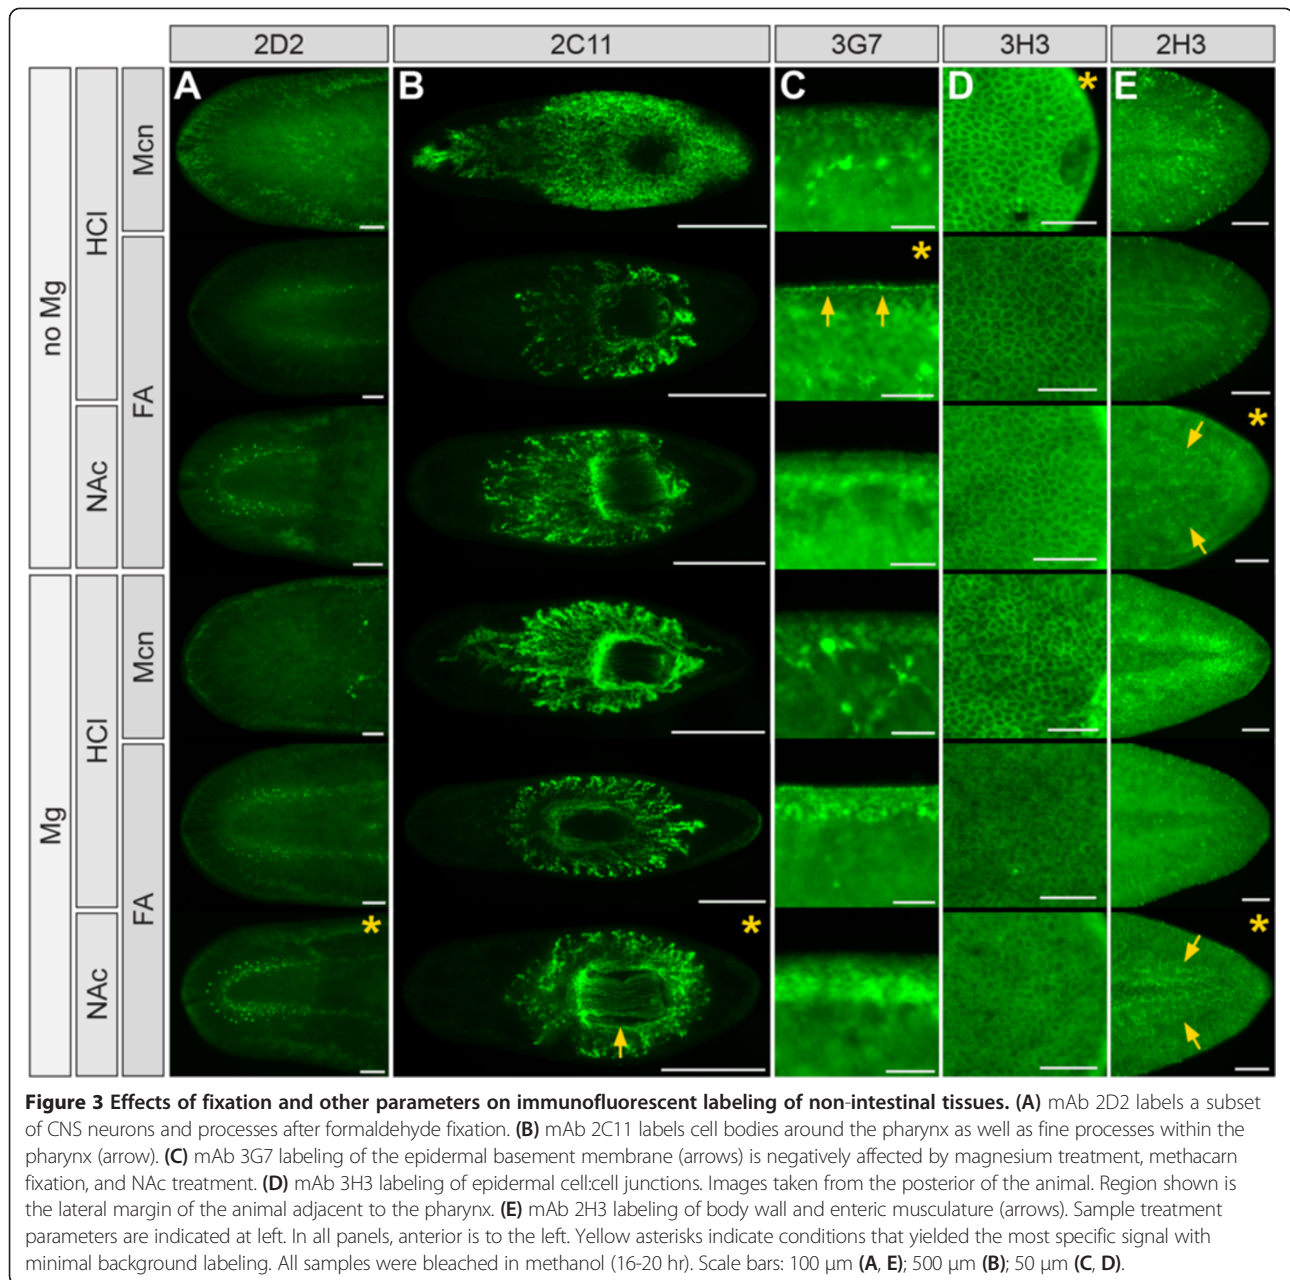 2D2 2C11 3G7 3H3 2H3
A B C D E
* * * * * *
no Mg
HCl
Mcn
FA
NAc
Mg
HCl
Mcn
FA
NAc
Figure 3 Effects of fixation and other parameters on immunofluorescent labeling of non-intestinal tissues. (A) mAb 2D2 labels a subset
of CNS neurons and processes after formaldehyde fixation. (B) mAb 2C11 labels cell bodies around the pharynx as well as fine processes within the
pharynx (arrow). (C) mAb 3G7 labeling of the epidermal basement membrane (arrows) is negatively affected by magnesium treatment, methacarn
fixation, and NAc treatment. (D) mAb 3H3 labeling of epidermal cell:cell junctions. Images taken from the posterior of the animal. Region shown is
the lateral margin of the animal adjacent to the pharynx. (E) mAb 2H3 labeling of body wall and enteric musculature (arrows). Sample treatment
parameters are indicated at left. In all panels, anterior is to the left. Yellow asterisks indicate conditions that yielded the most specific signal with
minimal background labeling. All samples were bleached in methanol (16-20 hr). Scale bars: 100 μm (A, E); 500 μm (B); 50 μm (C, D).